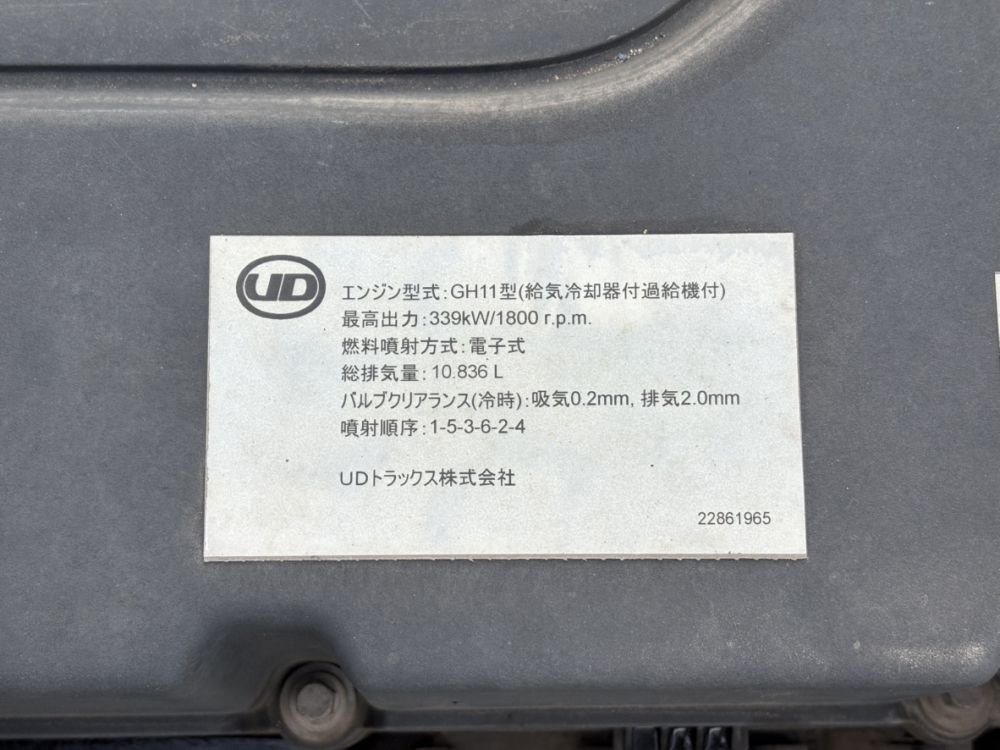 UD
エンジン型式:GH11型(給気冷却器付過給機付)
最高出力:339kW/1800 r.p.m.
燃料噴射方式:電子式
総排気量:10.836 L
バルブクリアランス(冷時):吸気0.2mm, 排気2.0mm
噴射順序:1-5-3-6-2-4
UDトラックス株式会社
22861965